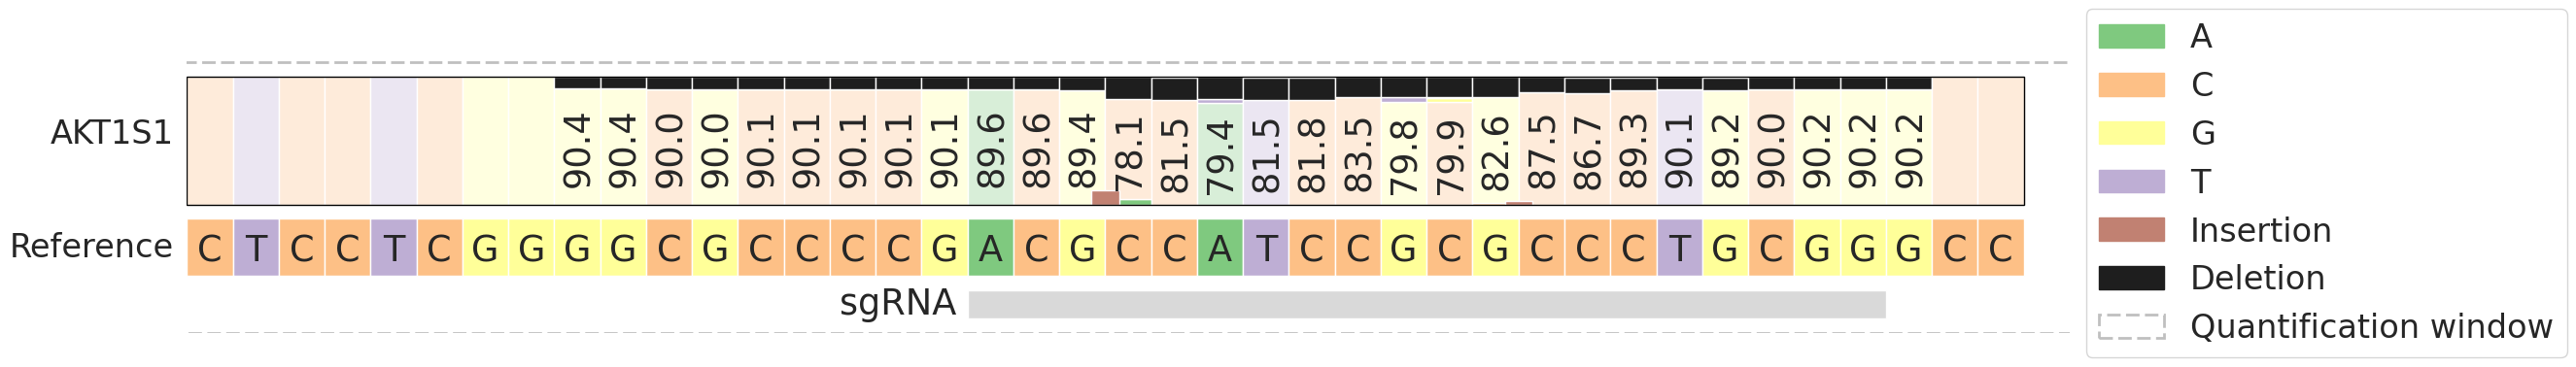 AKT1S1 90.4 90.4 90.0 90.0 90.1 90.1 90.1 90.1 90.1 89.6 89.6 89.4 78.1 81.5 79.4 81.5 81.8 83.5 79.8 79.9 82.6 87.5 86.7 89.3 90.1 89.2 90.0 90.2 90.2 90.2
Reference C T C C T C G G G G C G C C C C G A C G C C A T C C G C G C C C T G C G G G C C
sgRNA
A
C
G
T
Insertion
Deletion
Quantification window